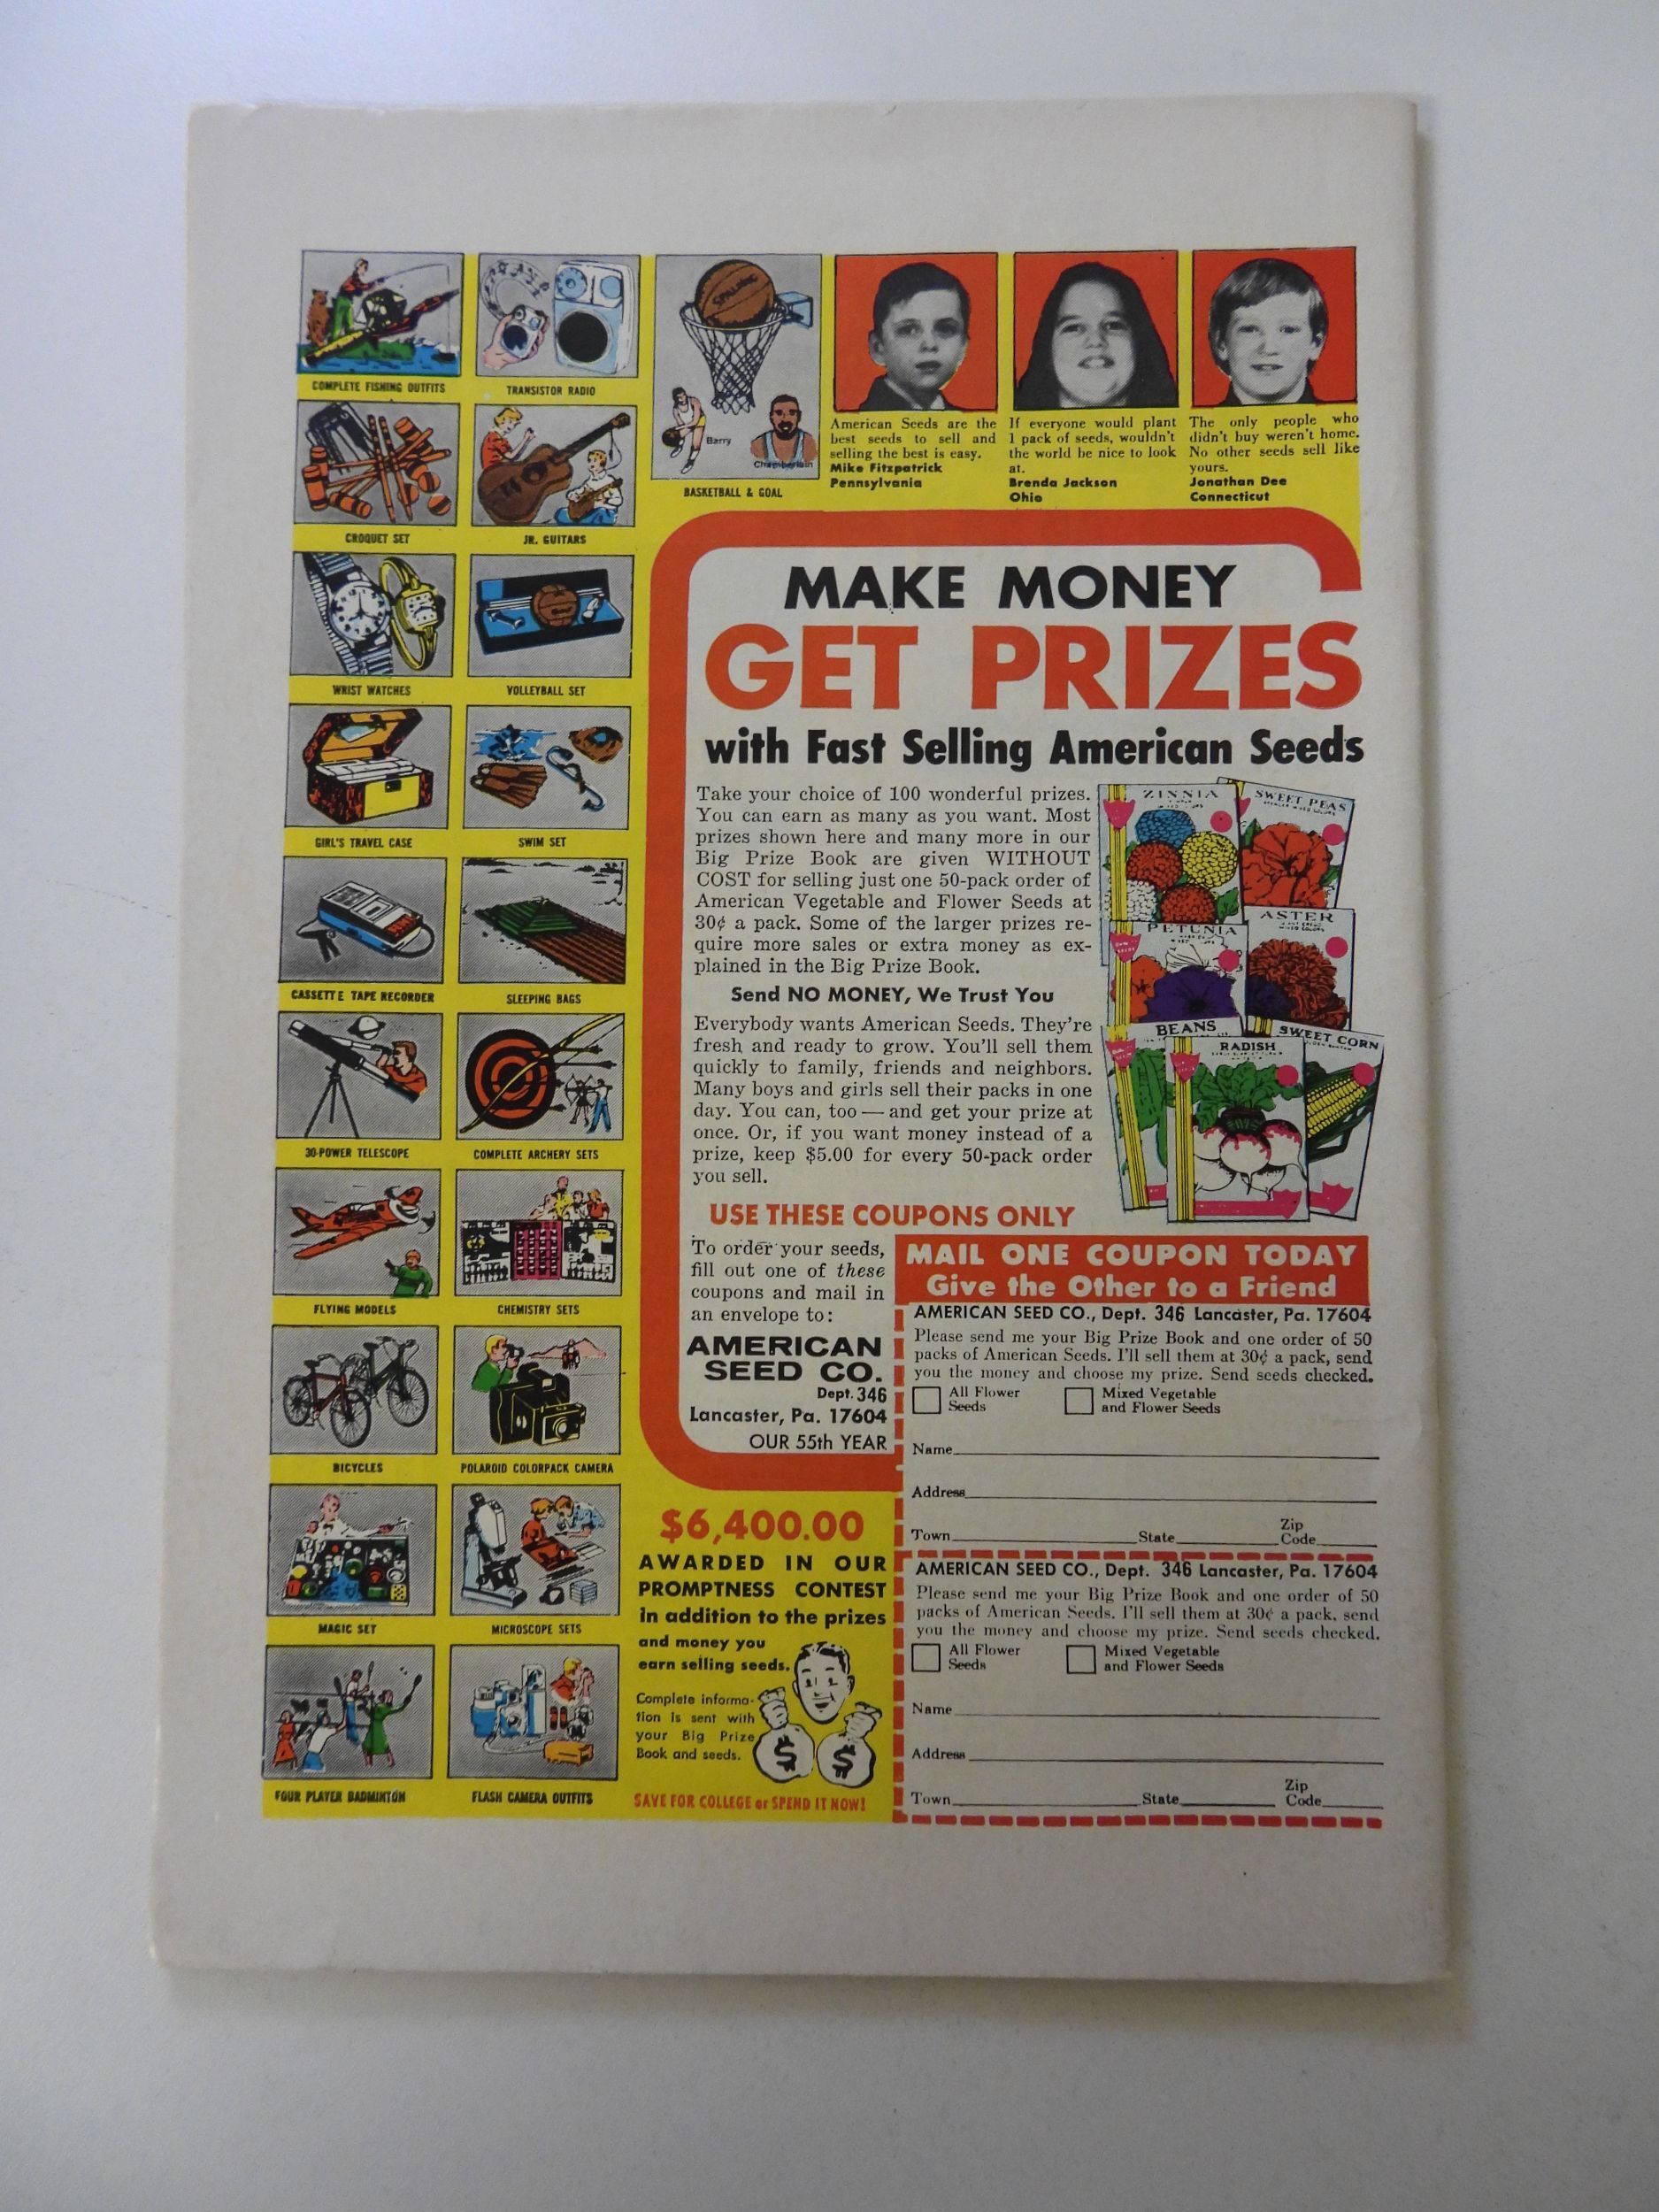 COMPLETE FISHING OUTFITS
TRANSISTOR RADIO
SPALDING
Barry
Chamberlain
BASKETBALL & GOAL
American Seeds are the
best seeds to sell and
selling the best is easy.
Mike Fitzpatrick
Pennsylvania
If everyone would plant
1 pack of seeds, wouldn't
the world be nice to look
at.
Brenda Jackson
Ohio
The only people who
didn't buy weren't home.
No other seeds sell like
yours.
Jonathan Dee
Connecticut
CROQUET SET
JR. GUITARS
WRIST WATCHES
VOLLEYBALL SET
GIRL'S TRAVEL CASE
SWIM SET
CASSETTE TAPE RECORDER
SLEEPING BAGS
30-POWER TELESCOPE
COMPLETE ARCHERY SETS
FLYING MODELS
CHEMISTRY SETS
BICYCLES
POLAROID COLORPACK CAMERA
MAGIC SET
MICROSCOPE SETS
FOUR PLAYER BADMINTON
FLASH CAMERA OUTFITS
MAKE MONEY
GET PRIZES
with Fast Selling American Seeds
Take your choice of 100 wonderful prizes.
You can earn as many as you want. Most
prizes shown here and many more in our
Big Prize Book are given WITHOUT
COST for selling just one 50-pack order of
American Vegetable and Flower Seeds at
30¢ a pack. Some of the larger prizes re-
quire more sales or extra money as ex-
plained in the Big Prize Book.
Send NO MONEY, We Trust You
Everybody wants American Seeds. They're
fresh and ready to grow. You'll sell them
quickly to family, friends and neighbors.
Many boys and girls sell their packs in one
day. You can, too — and get your prize at
once. Or, if you want money instead of a
prize, keep $5.00 for every 50-pack order
you sell.
ZINNIA
SWEET PEAS
PETUNIA
ASTER
BEANS
RADISH
SWEET CORN
USE THESE COUPONS ONLY
To order your seeds,
fill out one of these
coupons and mail in
an envelope to:
AMERICAN
SEED CO.
Dept. 346
Lancaster, Pa. 17604
OUR 55th YEAR
$6,400.00
AWARDED IN OUR
PROMPTNESS CONTEST
in addition to the prizes
and money you
earn selling seeds.
Complete informa-
tion is sent with
your Big Prize
Book and seeds.
$ $
SAVE FOR COLLEGE or SPEND IT NOW!
MAIL ONE COUPON TODAY
Give the Other to a Friend
AMERICAN SEED CO., Dept. 346 Lancaster, Pa. 17604
Please send me your Big Prize Book and one order of 50
packs of American Seeds. I'll sell them at 30¢ a pack, send
you the money and choose my prize. Send seeds checked.
All Flower
Seeds
Mixed Vegetable
and Flower Seeds
Name
Address
Town State Zip
Code
AMERICAN SEED CO., Dept. 346 Lancaster, Pa. 17604
Please send me your Big Prize Book and one order of 50
packs of American Seeds. I'll sell them at 30¢ a pack, send
you the money and choose my prize. Send seeds checked.
All Flower
Seeds
Mixed Vegetable
and Flower Seeds
Name
Address
Town State Zip
Code